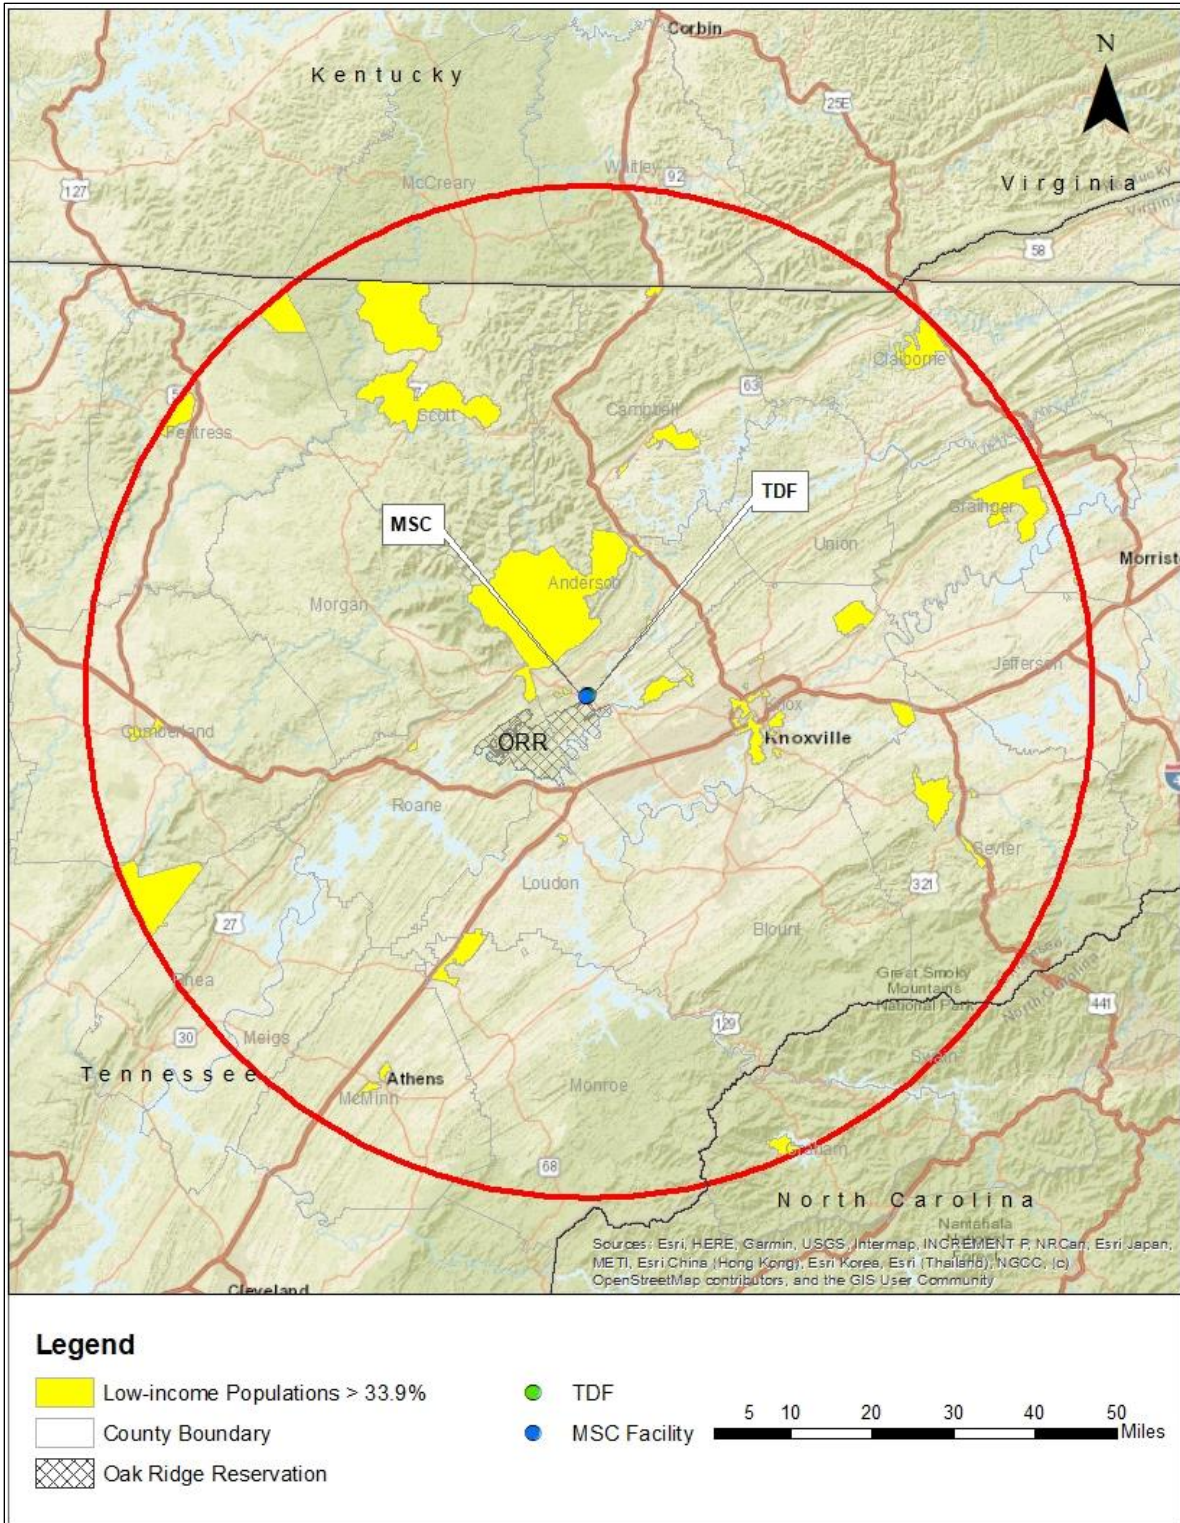 Corbin
N
Kentucky
25E
Whitley
92
McCreary
127
Virginia
Virginia
58
Claiborne
63
Scott
Campbell
Fentress
TDF
MSC
Grainger
Union
Anderson
Morrist
Morgan
Jefferson
Knox
Cumberland
ORR
Knoxville
Roane
Sevier
321
Loudon
27
Blount
Rhea
Great Smoky
Mountains
National Park
North Carolina
441
129
30
Meigs
Swain
Tennessee
Athens
McMinn
Monroe
Graham
68
North Carolina
Nantahala
Sources: Esri, HERE, Garmin, USGS, Intermap, INCREMENT P, NRCan, Esri Japan,
METI, Esri China (Hong Kong), Esri Korea, Esri (Thailand), NGCC, (c)
OpenStreetMap contributors, and the GIS User Community
Cleveland
Legend
Low-income Populations > 33.9%
County Boundary
Oak Ridge Reservation
TDF
MSC Facility
5 10 20 30 40 50
Miles